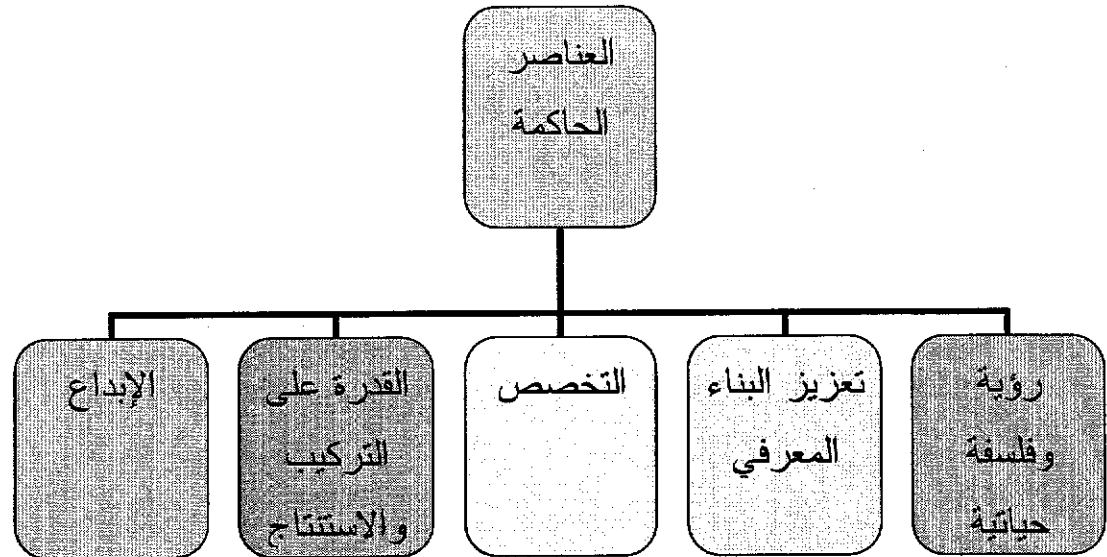 العناصر
الحاكمة
رؤية
وفلسفة
حياتية
تعزيز البناء
المعرفي
التخصص
القدرة على
التركيب
والاستنتاج
الإبداع